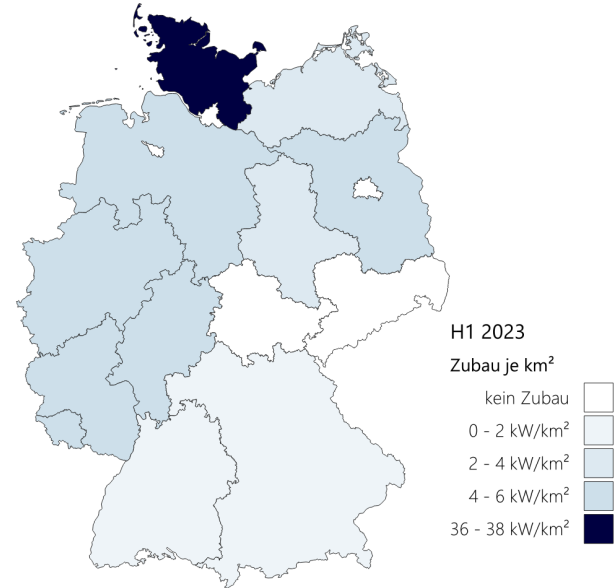 H1 2023
Zubau je km²
kein Zubau
0 - 2 kW/km²
2 - 4 kW/km²
4 - 6 kW/km²
36 - 38 kW/km²